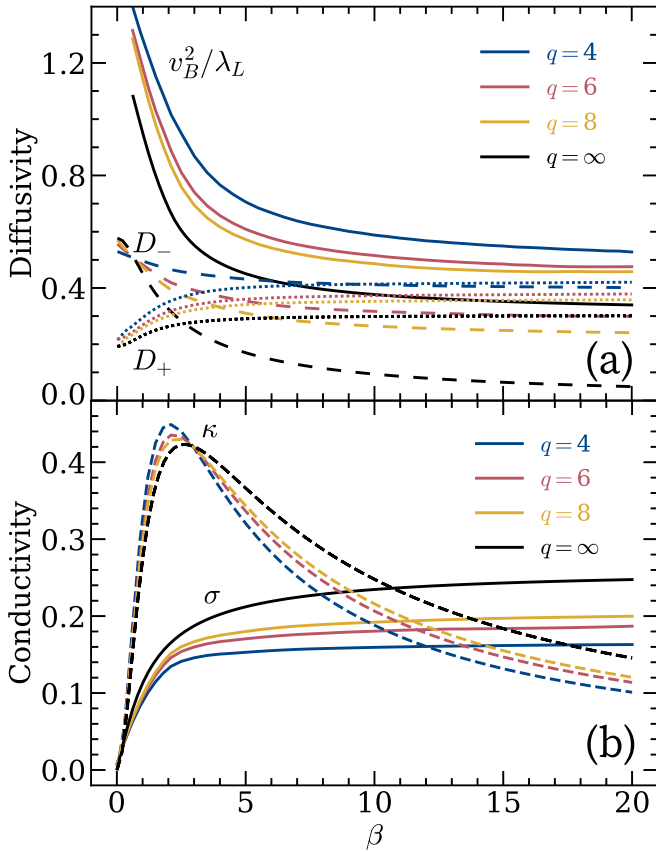 1.2
0.8
0.4
0.0
Diffusivity
v_B^2/λ_L
q = 4
q = 6
q = 8
q = ∞
D_−
D_+
(a)
0.4
0.3
0.2
0.1
0.0
Conductivity
κ
σ
q = 4
q = 6
q = 8
q = ∞
(b)
0 5 10 15 20
β